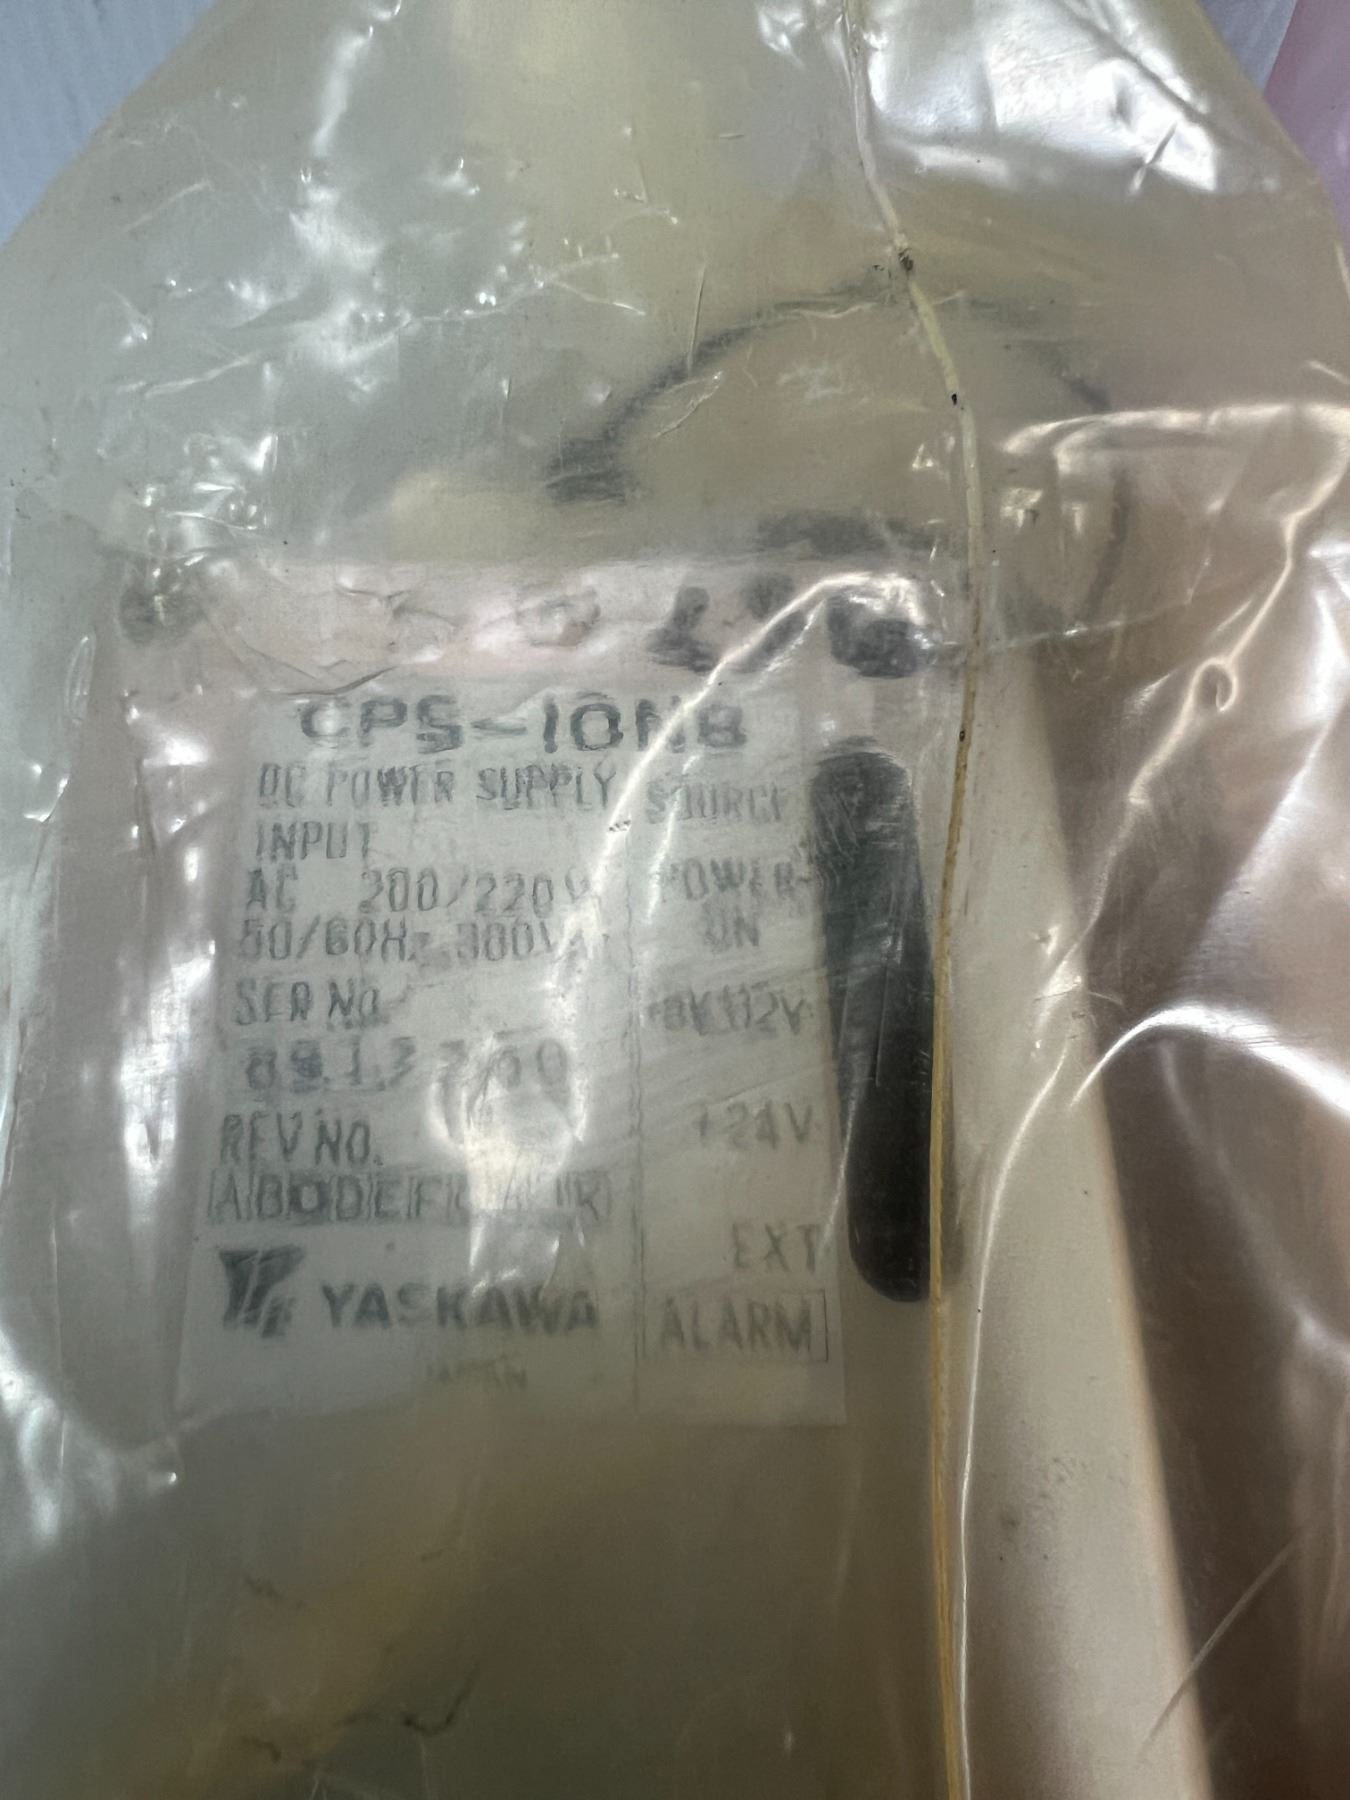 CPS-10NB
DC POWER SUPPLY
INPUT
AC 200/220V
50/60Hz
SER NO.
REV NO.
YASKAWA
JAPAN
SOURCE
POWER
ON
+24V
EXT
ALARM